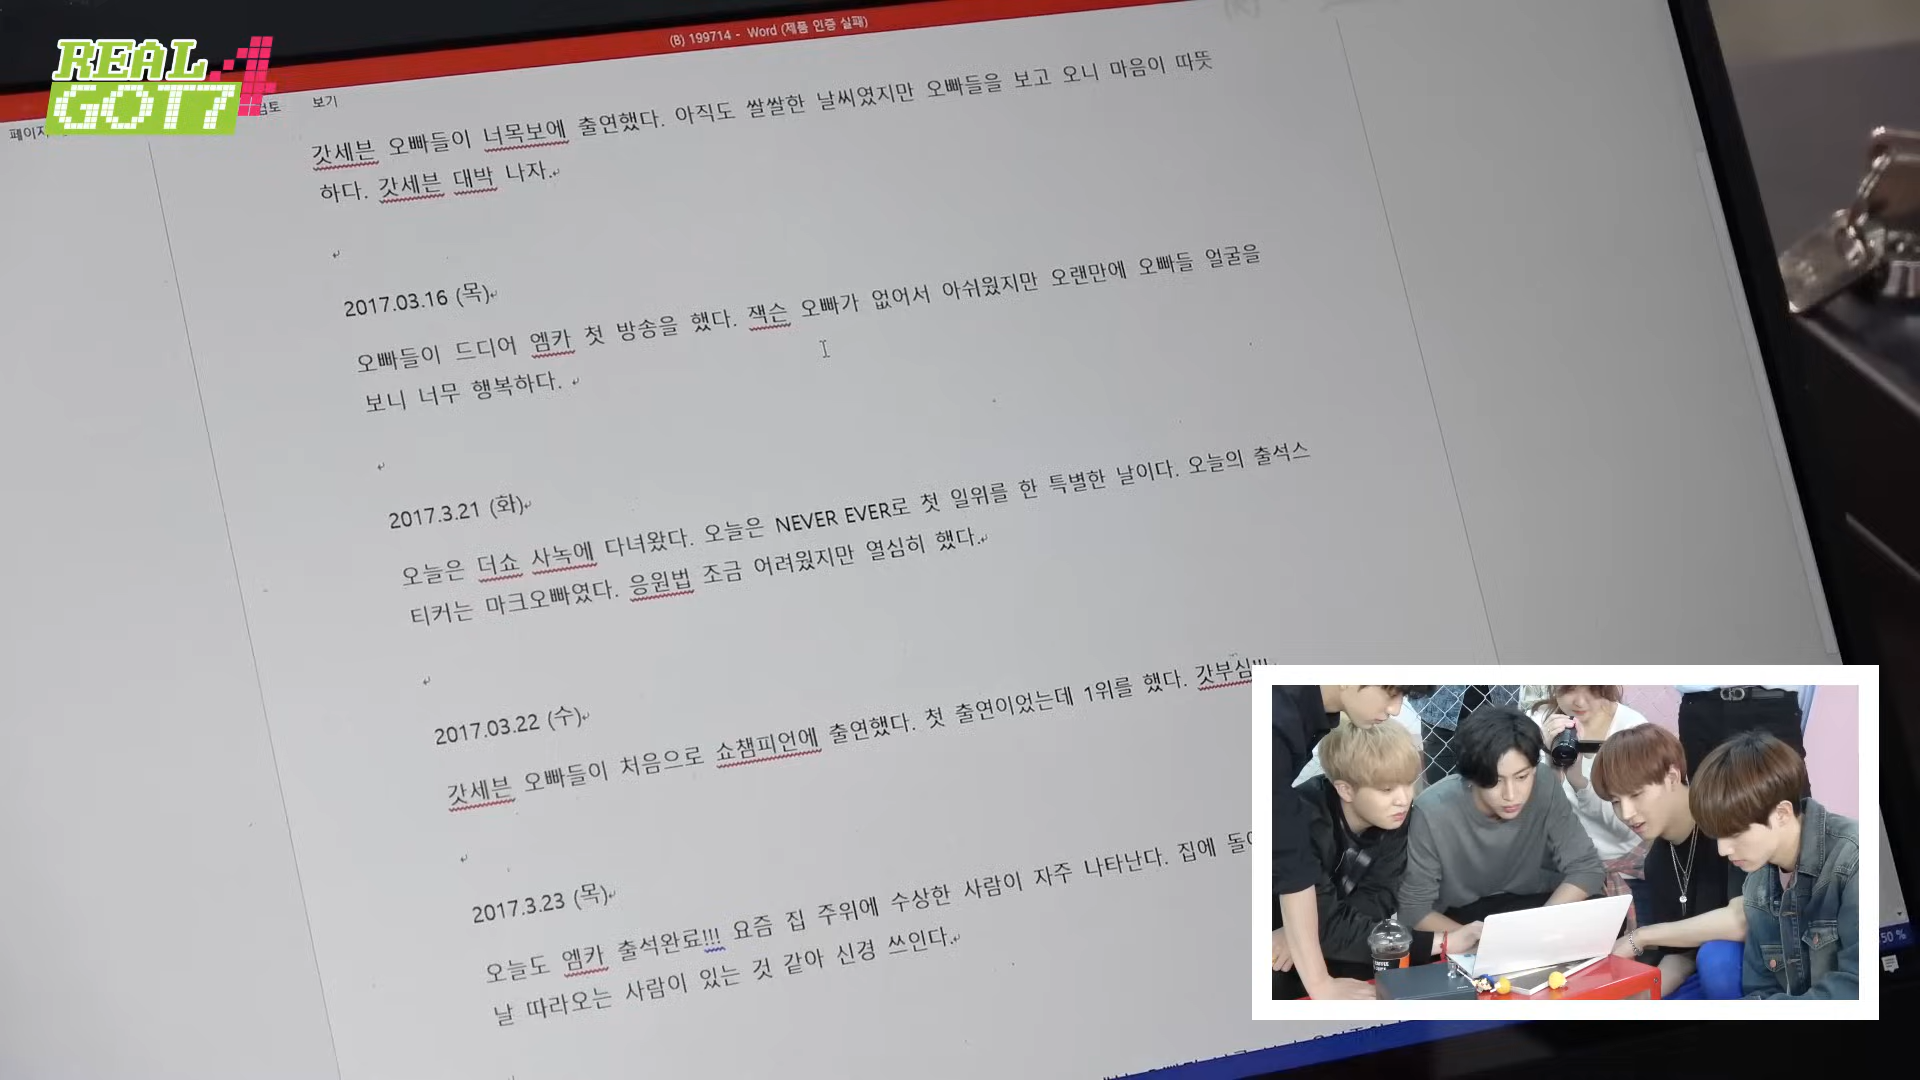 REAL GOT7 4
(B) 199714 - Word (제품 인증 실패)
보기
갓세븐 오빠들이 너목보에 출연했다. 아직도 쌀쌀한 날씨였지만 오빠들을 보고 오니 마음이 따뜻
하다. 갓세븐 대박 나자.
2017.03.16 (목)
오빠들이 드디어 엠카 첫 방송을 했다. 잭슨 오빠가 없어서 아쉬웠지만 오랜만에 오빠들 얼굴을
보니 너무 행복하다.
2017.3.21 (화)
오늘은 더쇼 사녹에 다녀왔다. 오늘은 NEVER EVER로 첫 일위를 한 특별한 날이다. 오늘의 출석스
티커는 마크오빠였다. 응원법 조금 어려웠지만 열심히 했다.
2017.03.22 (수)
갓세븐 오빠들이 처음으로 쇼챔피언에 출연했다. 첫 출연이었는데 1위를 했다. 갓부심
2017.3.23 (목)
오늘도 엠카 출석완료!!! 요즘 집 주위에 수상한 사람이 자주 나타난다. 집에
날 따라오는 사람이 있는 것 같아 신경 쓰인다.